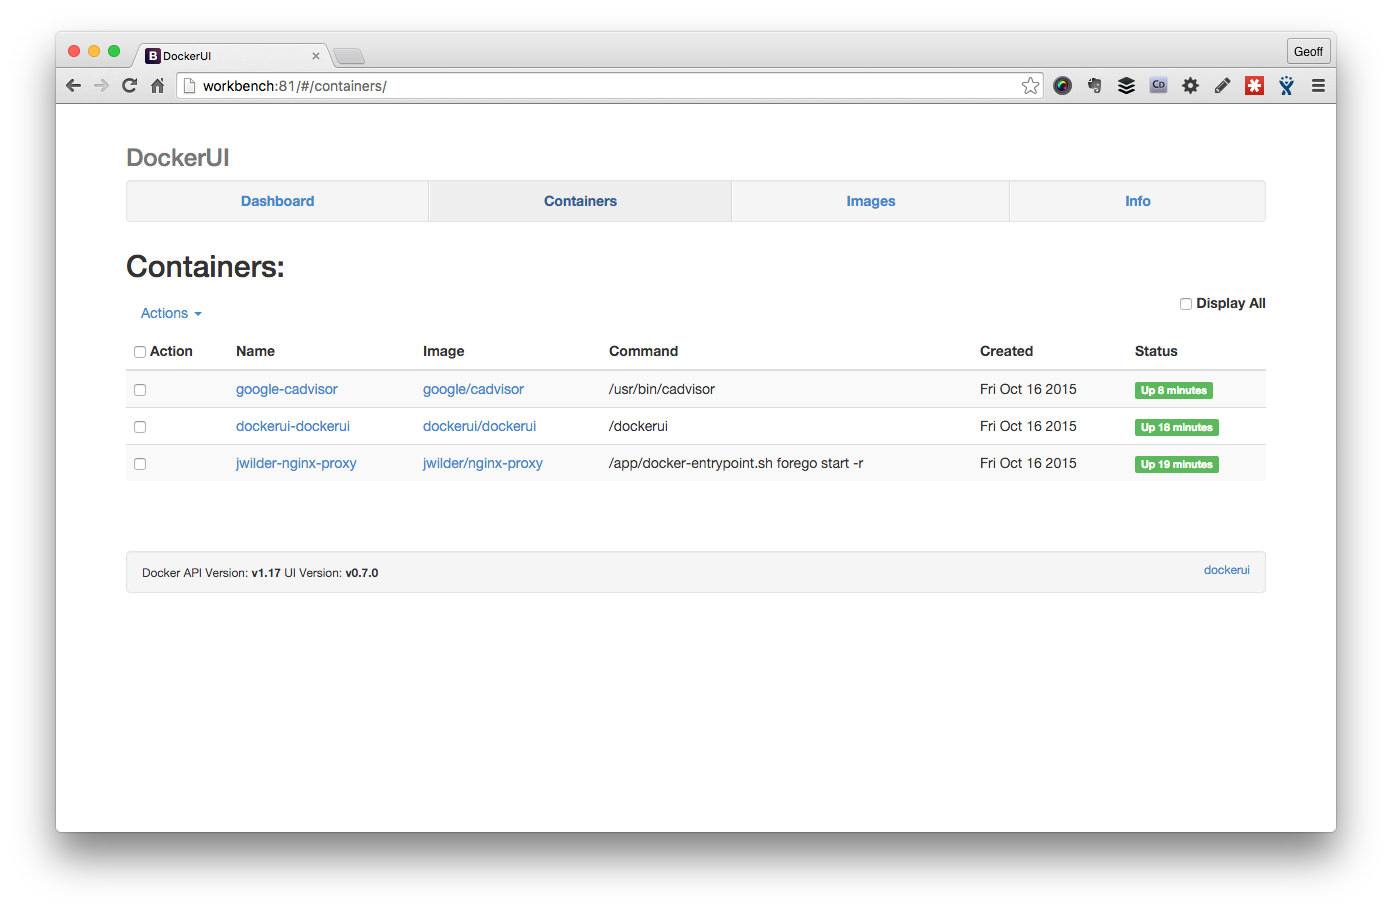 DockerUI
Geoff
workbench:81/#/containers/
CD
DockerUI
Dashboard Containers Images Info
Containers:
Actions
Display All
Action Name Image Command Created Status
google-cadvisor google/cadvisor /usr/bin/cadvisor Fri Oct 16 2015 Up 8 minutes
dockerui-dockerui dockerui/dockerui /dockerui Fri Oct 16 2015 Up 18 minutes
jwilder-nginx-proxy jwilder/nginx-proxy /app/docker-entrypoint.sh forego start -r Fri Oct 16 2015 Up 19 minutes
Docker API Version: v1.17 UI Version: v0.7.0 dockerui